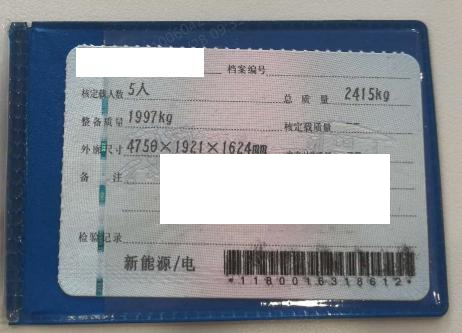 档案编号
核定载人数 5人 总质量 2415kg
整备质量 1997kg 核定载质量 --
外廓尺寸 4750×1921×1624mm
备注
检验记录
新能源/电
*1180016318612*